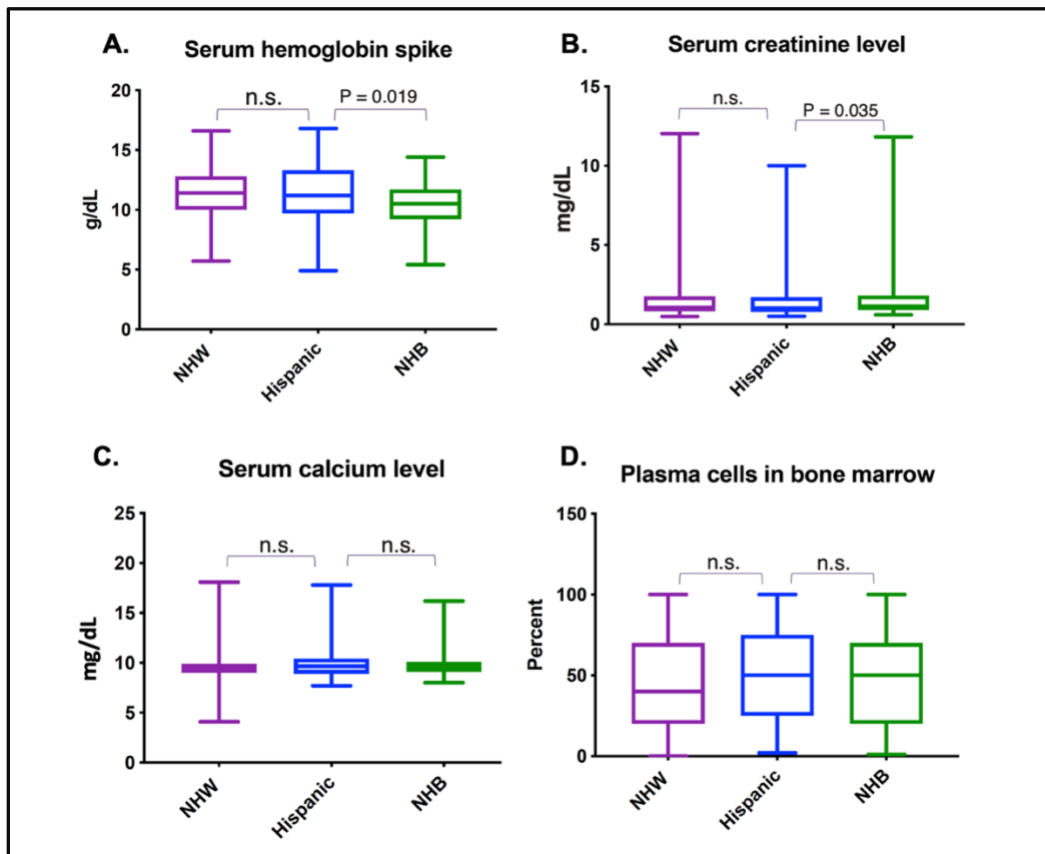 A. Serum hemoglobin spike
g/dL
20
15
10
5
0
n.s.
P = 0.019
NHW
Hispanic
NHB
B. Serum creatinine level
mg/dL
15
10
5
0
n.s.
P = 0.035
NHW
Hispanic
NHB
C. Serum calcium level
mg/dL
25
20
15
10
5
0
n.s.
n.s.
NHW
Hispanic
NHB
D. Plasma cells in bone marrow
Percent
150
100
50
0
n.s.
n.s.
NHW
Hispanic
NHB